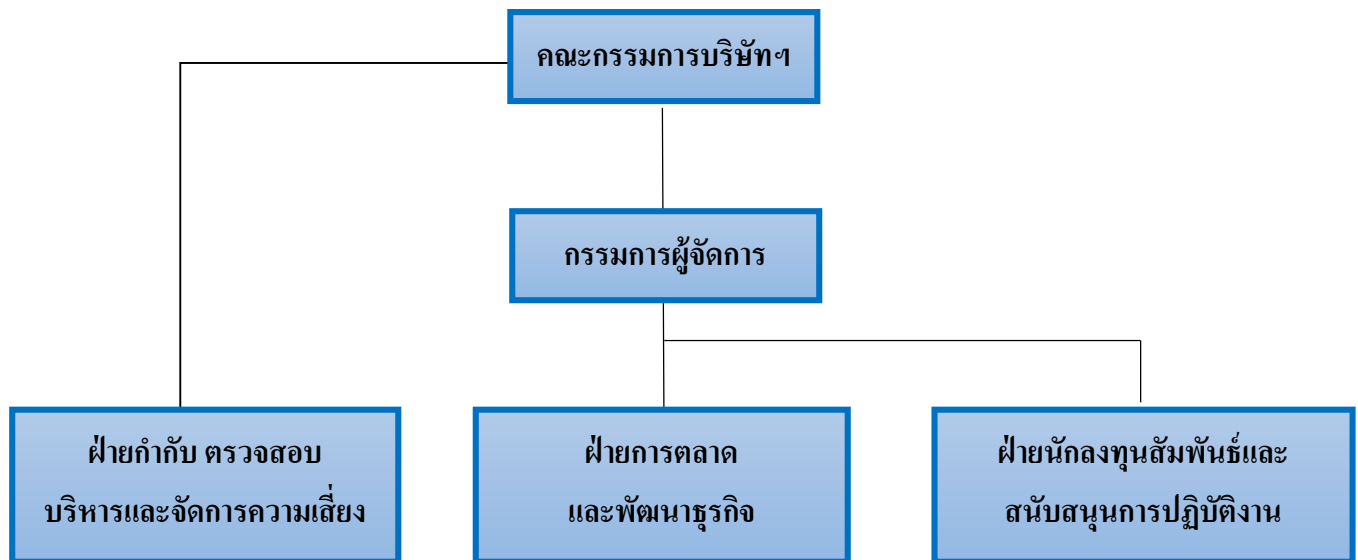 คณะกรรมการบริษัทฯ
กรรมการผู้จัดการ
ฝ่ายกำกับ ตรวจสอบ
บริหารและจัดการความเสี่ยง
ฝ่ายการตลาด
และพัฒนาธุรกิจ
ฝ่ายนักลงทุนสัมพันธ์และ
สนับสนุนการปฏิบัติงาน